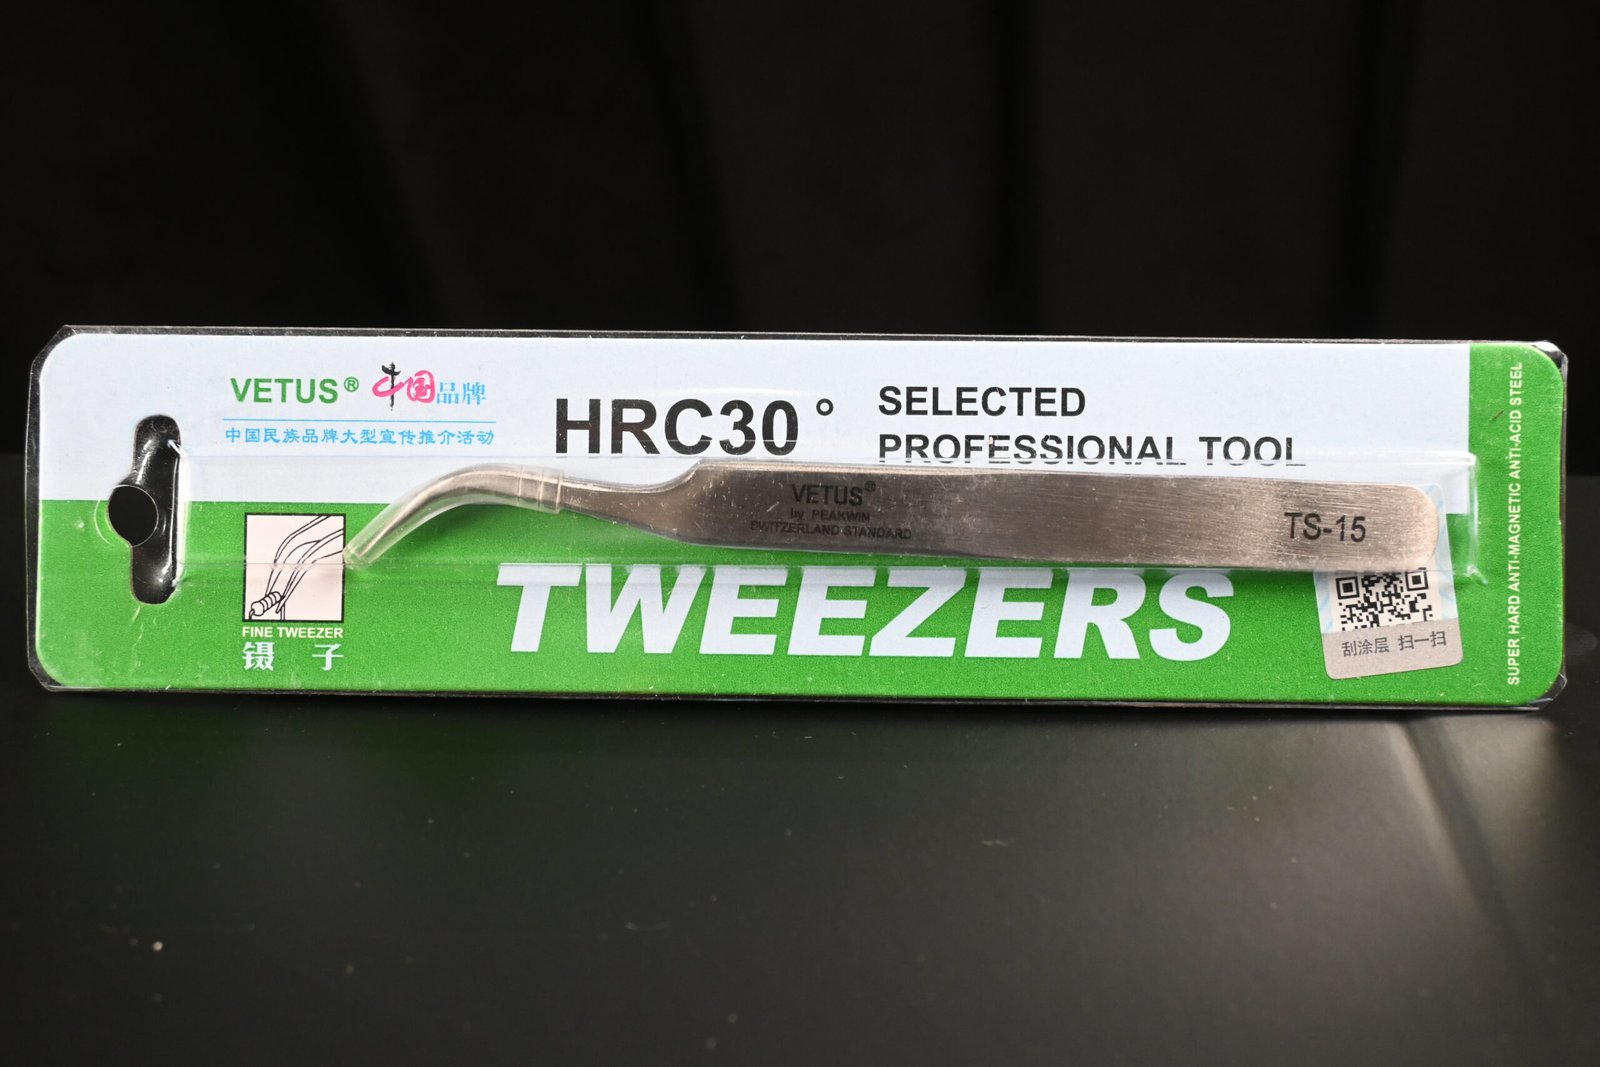 VETUS® 中国品牌
中国民族品牌大型宣传推介活动
HRC30°
SELECTED
PROFESSIONAL TOOL
VETUS®
by PEAKWIN
SWITZERLAND STANDARD
TS-15
TWEEZERS
FINE TWEEZER
镊 子
刮涂层 扫一扫
SUPER HARD ANTI-MAGNETIC ANTI-ACID STEEL